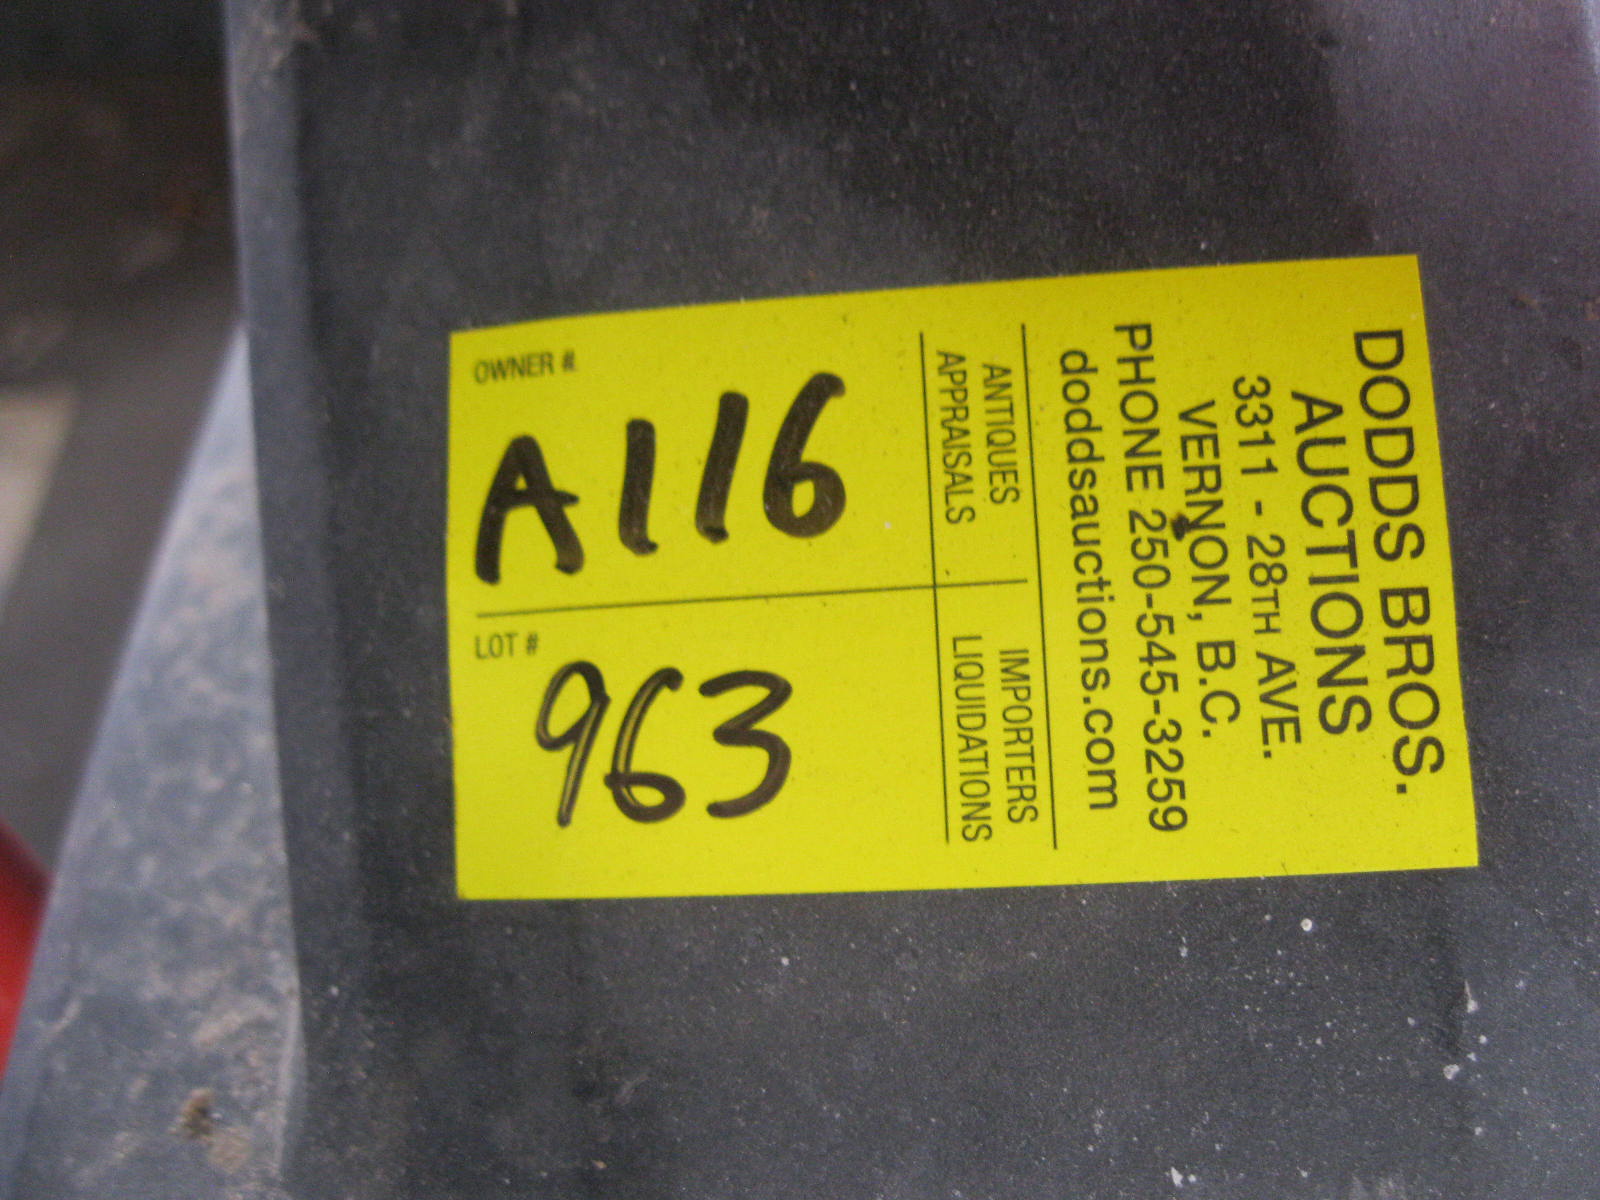 DODDS BROS.
AUCTIONS
3311 - 28TH AVE.
VERNON, B.C.
PHONE 250-545-3259
doddsauctions.com
ANTIQUES IMPORTERS
APPRAISALS LIQUIDATIONS
OWNER #
A116
LOT #
963